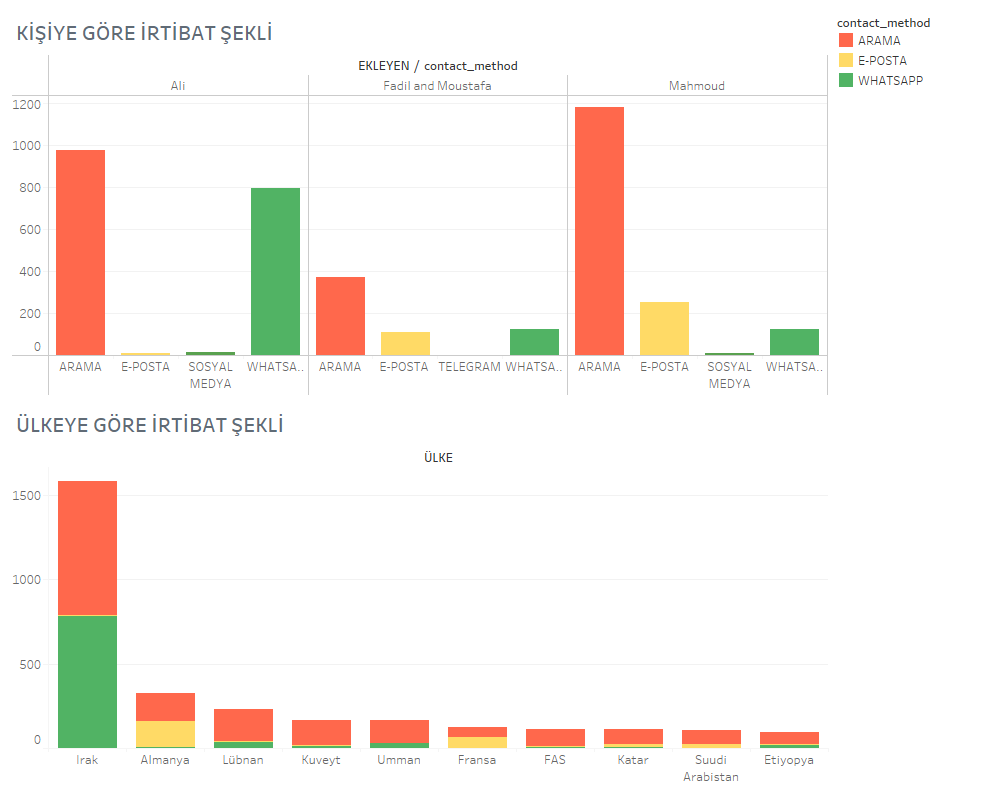 KİŞİYE GÖRE İRTİBAT ŞEKLİ
contact_method
ARAMA
E-POSTA
WHATSAPP
EKLEYEN / contact_method
Ali Fadil and Moustafa Mahmoud
1200
1000
800
600
400
200
0
ARAMA E-POSTA SOSYAL MEDYA WHATSA.. ARAMA E-POSTA TELEGRAM WHATSA.. ARAMA E-POSTA SOSYAL MEDYA WHATSA..
ÜLKEYE GÖRE İRTİBAT ŞEKLİ
ÜLKE
1500
1000
500
0
Irak Almanya Lübnan Kuveyt Umman Fransa FAS Katar Suudi Arabistan Etiyopya